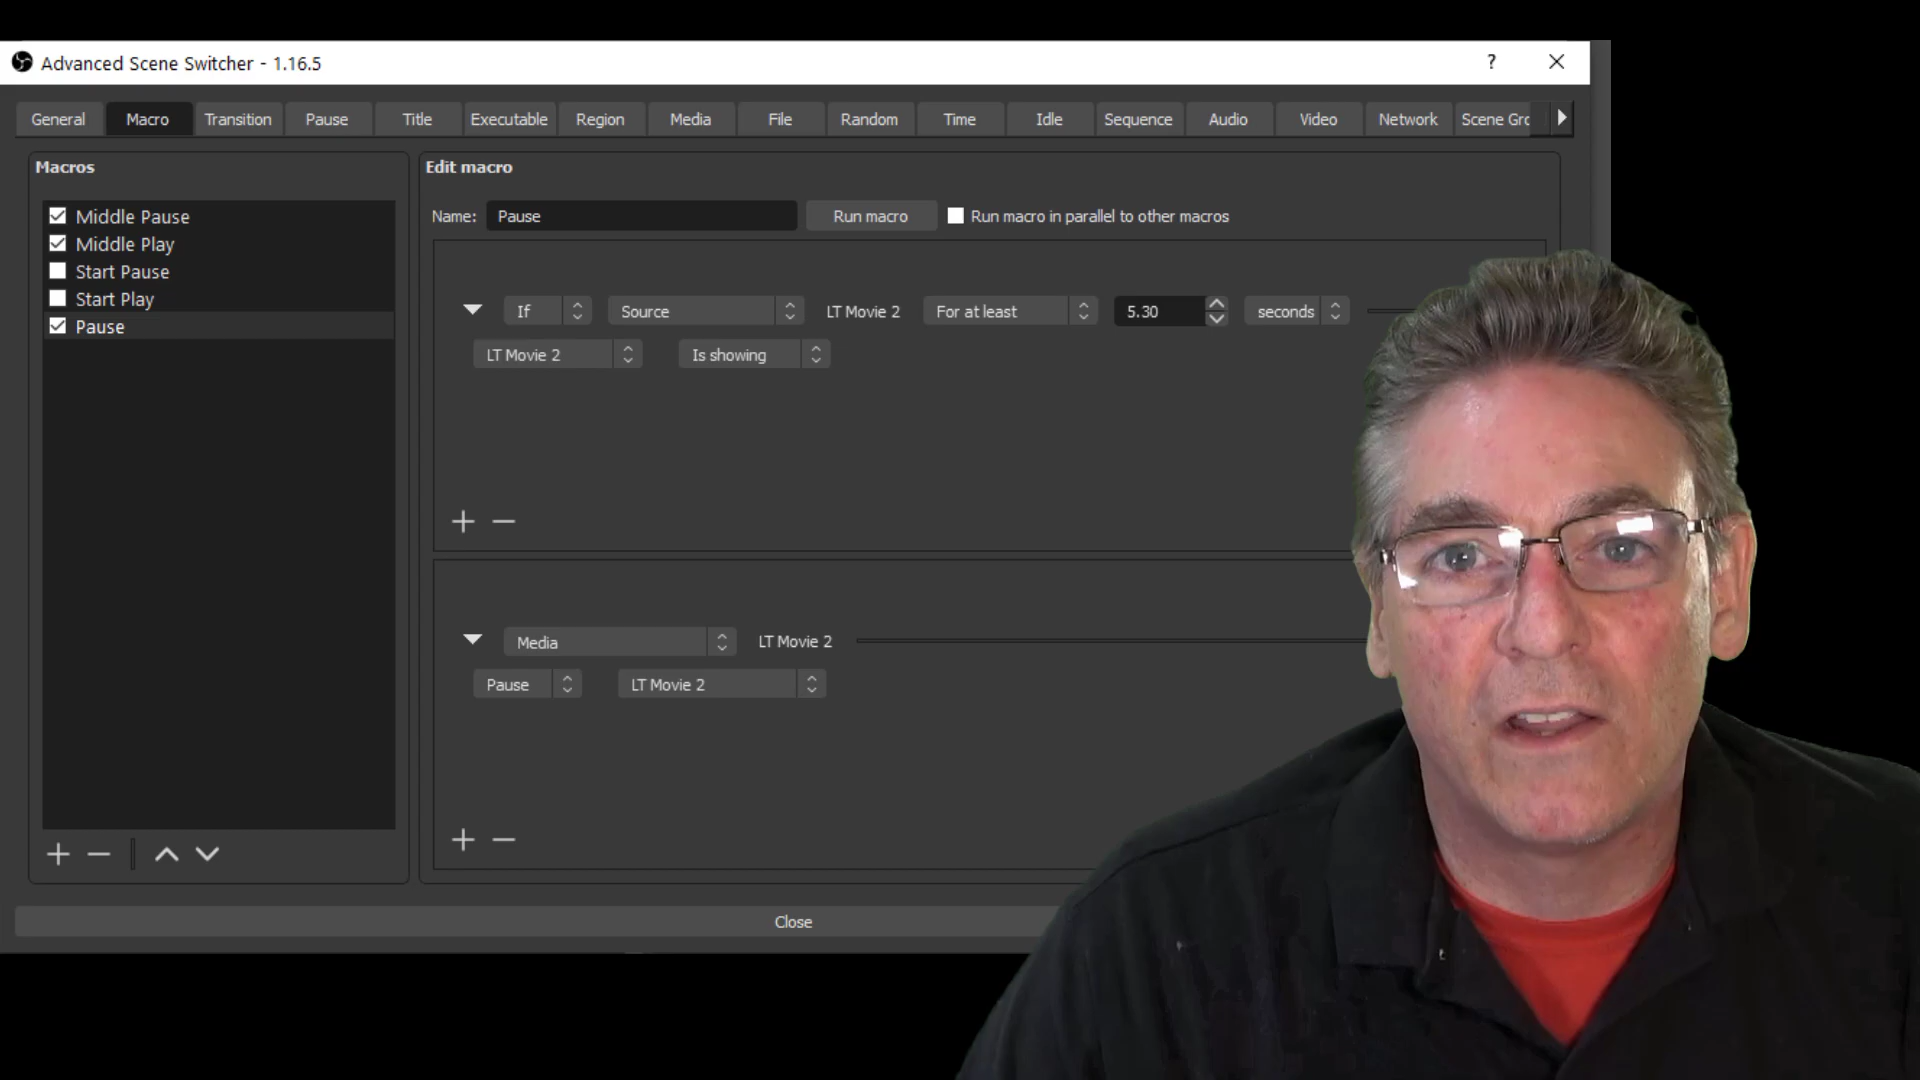 Advanced Scene Switcher - 1.16.5 ?
General Macro Transition Pause Title Executable Region Media File Random Time Idle Sequence Audio Video Network Scene Grc
Macros
Middle Pause
Middle Play
Start Pause
Start Play
Pause
Edit macro
Name: Pause Run macro Run macro in parallel to other macros
If Source LT Movie 2 For at least 5.30 seconds
LT Movie 2 Is showing
Media LT Movie 2
Pause LT Movie 2
Close